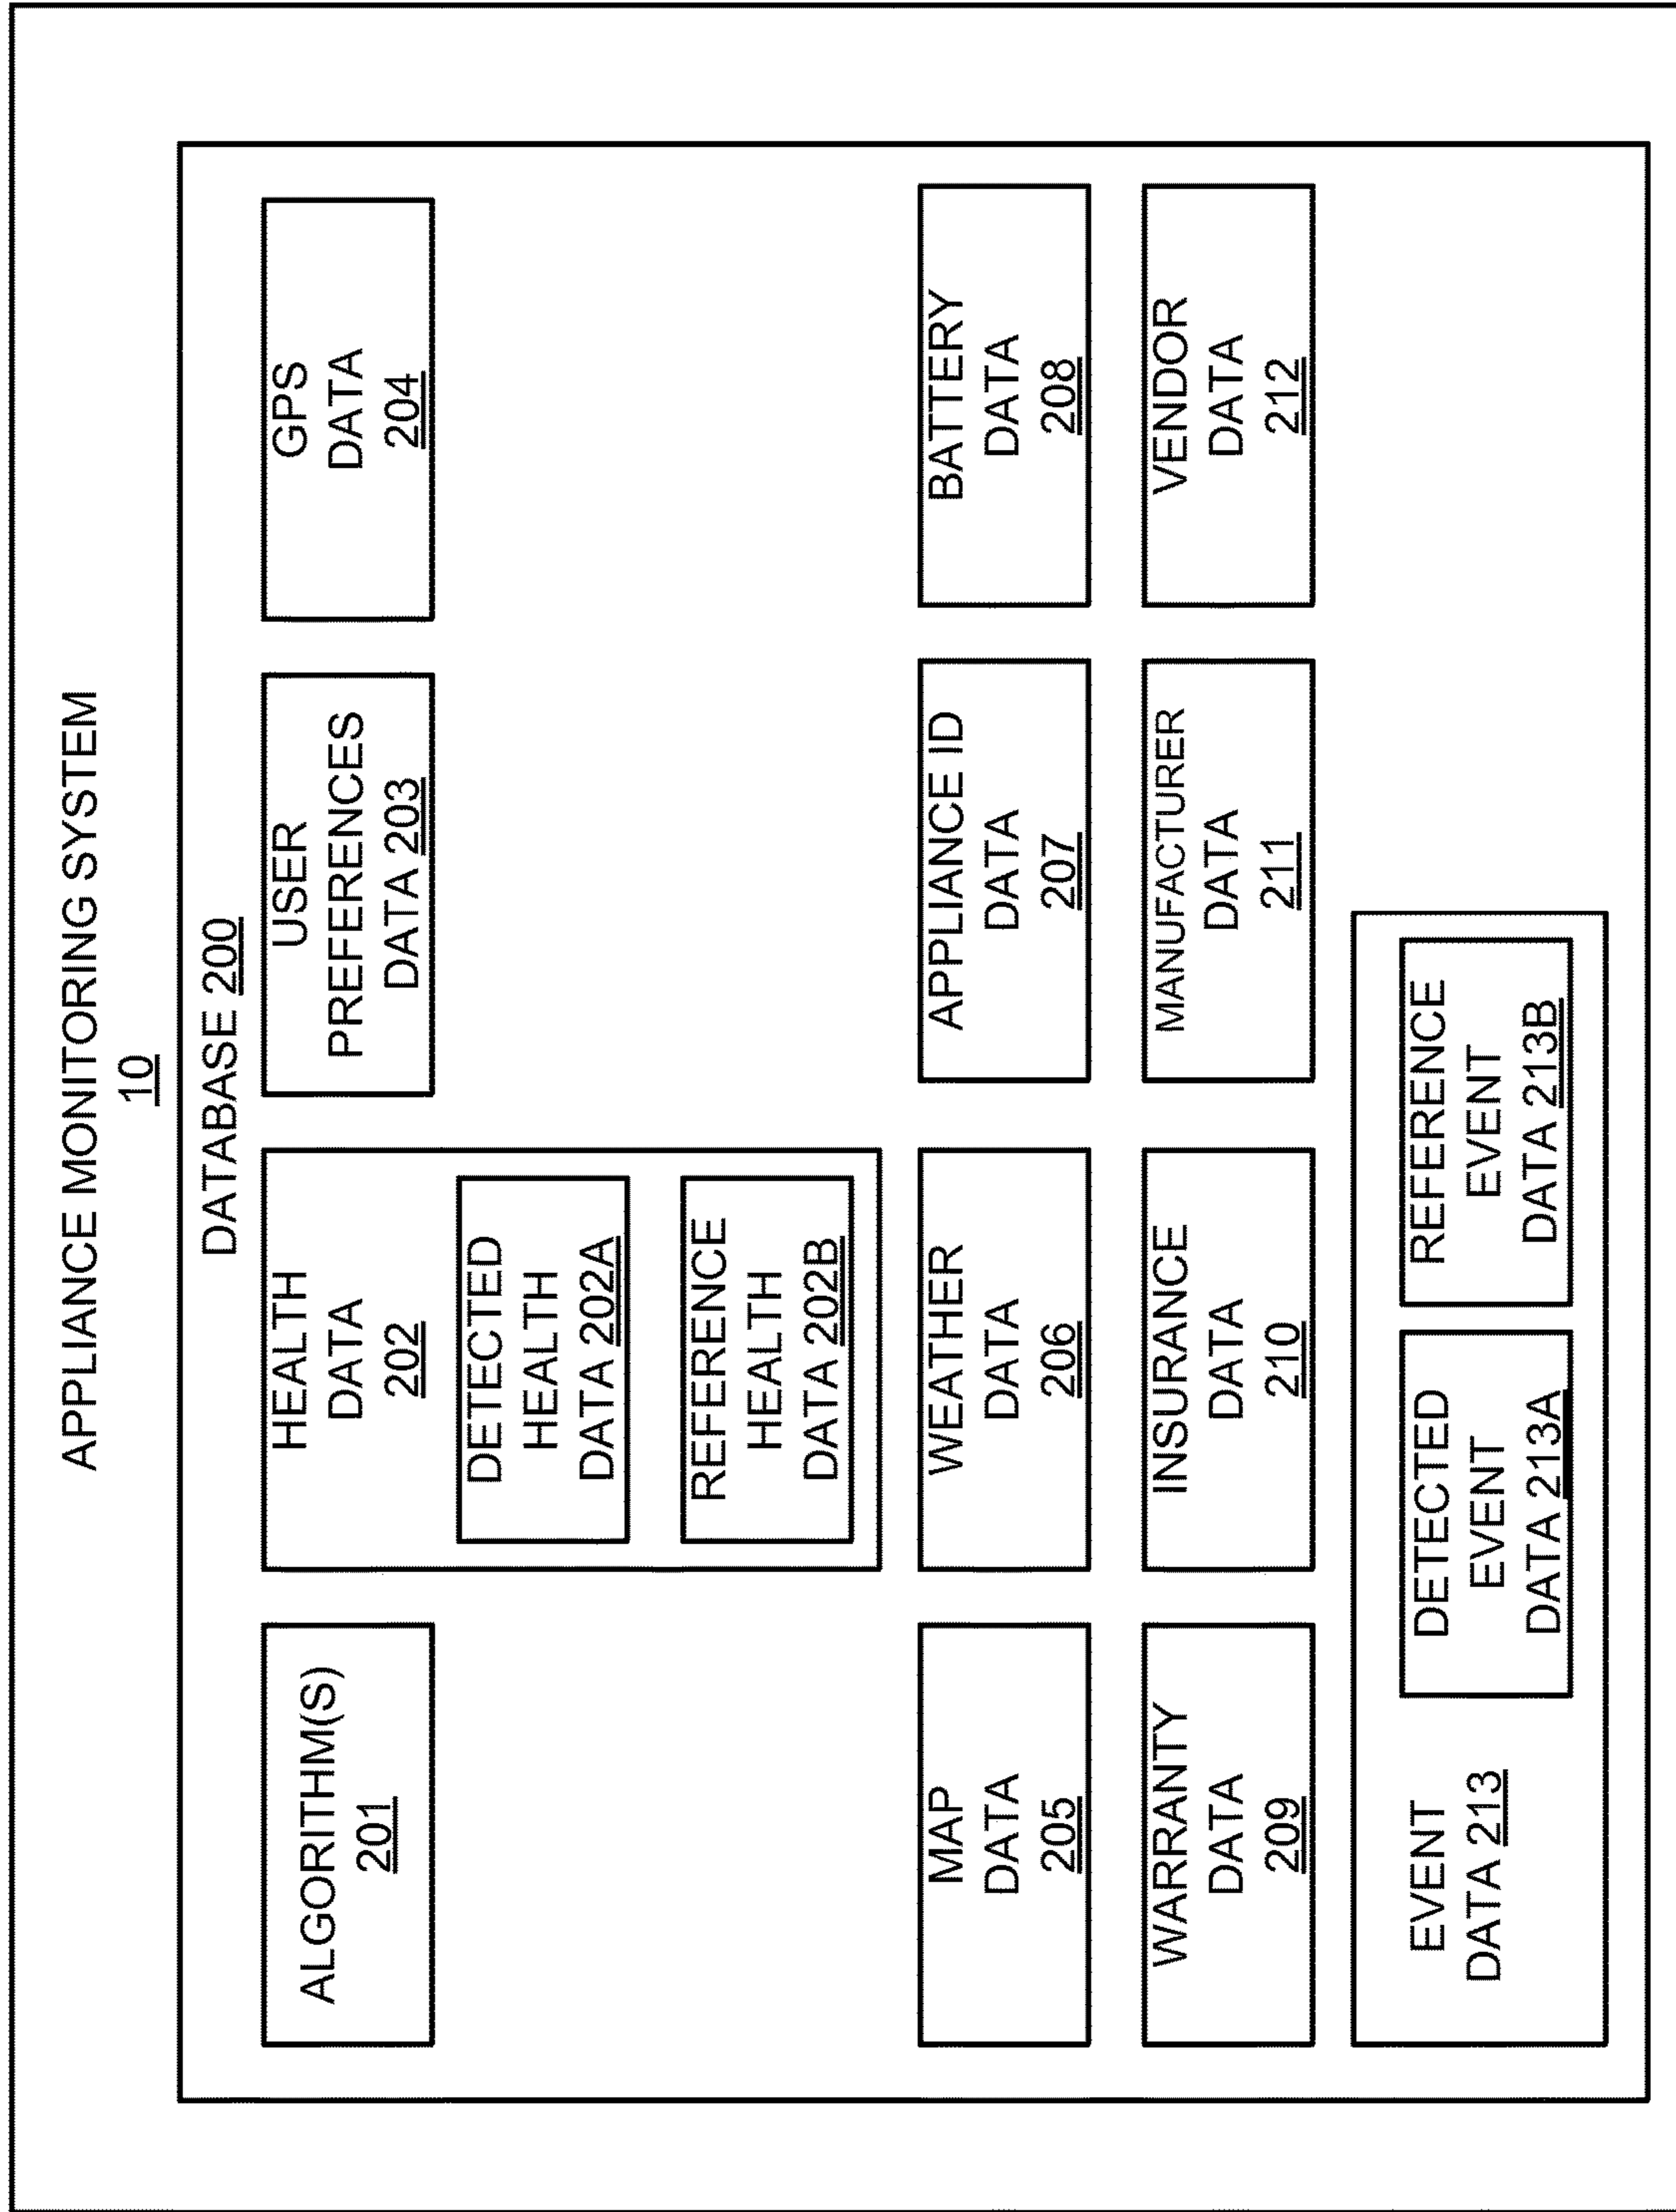 APPLIANCE MONITORING SYSTEM
10
DATABASE 200
ALGORITHM(S)
201
HEALTH
DATA
202
DETECTED
HEALTH
DATA 202A
REFERENCE
HEALTH
DATA 202B
USER
PREFERENCES
DATA 203
GPS
DATA
204
MAP
DATA
205
WEATHER
DATA
206
APPLIANCE ID
DATA
207
BATTERY
DATA
208
WARRANTY
DATA
209
INSURANCE
DATA
210
MANUFACTURER
DATA
211
VENDOR
DATA
212
EVENT
DATA 213
DETECTED
EVENT
DATA 213A
REFERENCE
EVENT
DATA 213B